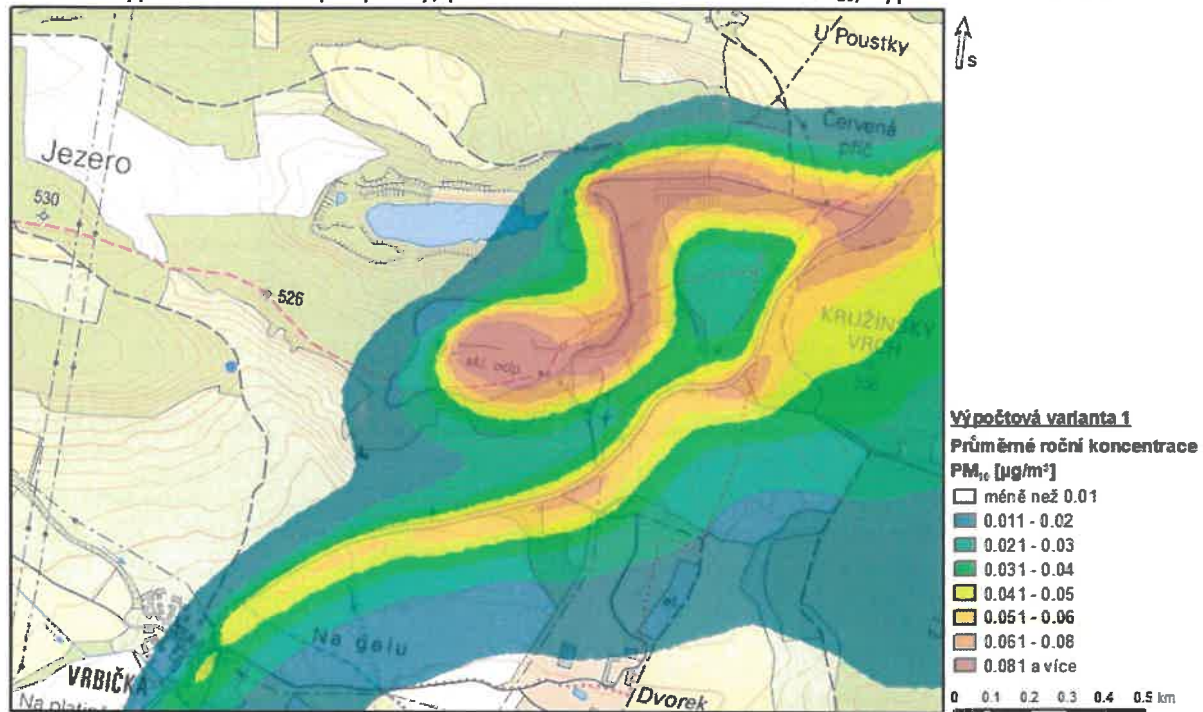 U Poustky
S
Červená
příč
Jezero
530
526
KRUŽÍNSKÝ
VRCH
skl. odp.
Výpočtová varianta 1
Průměrné roční koncentrace
PM₁₀ [µg/m³]
méně než 0.01
0.011 - 0.02
0.021 - 0.03
0.031 - 0.04
0.041 - 0.05
0.051 - 0.06
0.061 - 0.08
0.081 a více
Na gelu
VRBIČKA
Dvorek
0 0.1 0.2 0.3 0.4 0.5 km